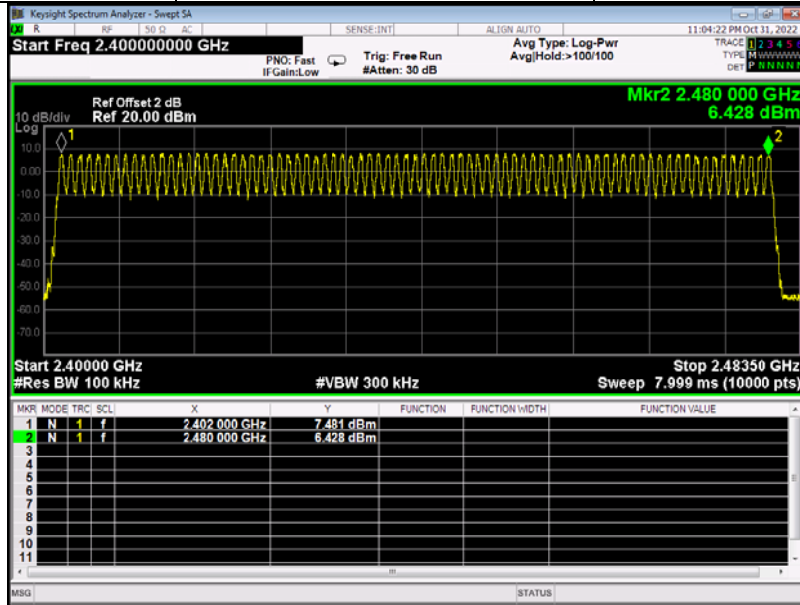 Keysight Spectrum Analyzer - Swept SA
R RF 50 Ω AC SENSE:INT ALIGN AUTO 11:04:22 PM Oct 31, 2022
Start Freq 2.400000000 GHz
PNO: Fast
IFGain:Low
Trig: Free Run
#Atten: 30 dB
Avg Type: Log-Pwr
Avg|Hold:>100/100
TRACE 1 2 3 4 5 6
TYPE M
DET P N N N N
Mkr2 2.480 000 GHz
6.428 dBm
10 dB/div
Log
Ref Offset 2 dB
Ref 20.00 dBm
1
2
10.0
0.00
-10.0
-20.0
-30.0
-40.0
-50.0
-60.0
-70.0
Start 2.40000 GHz Stop 2.48350 GHz
#Res BW 100 kHz #VBW 300 kHz Sweep 7.999 ms (10000 pts)
MKR MODE TRC SCL X Y FUNCTION FUNCTION WIDTH FUNCTION VALUE
1 N 1 f 2.402 000 GHz 7.481 dBm
2 N 1 f 2.480 000 GHz 6.428 dBm
3
4
5
6
7
8
9
10
11
MSG STATUS